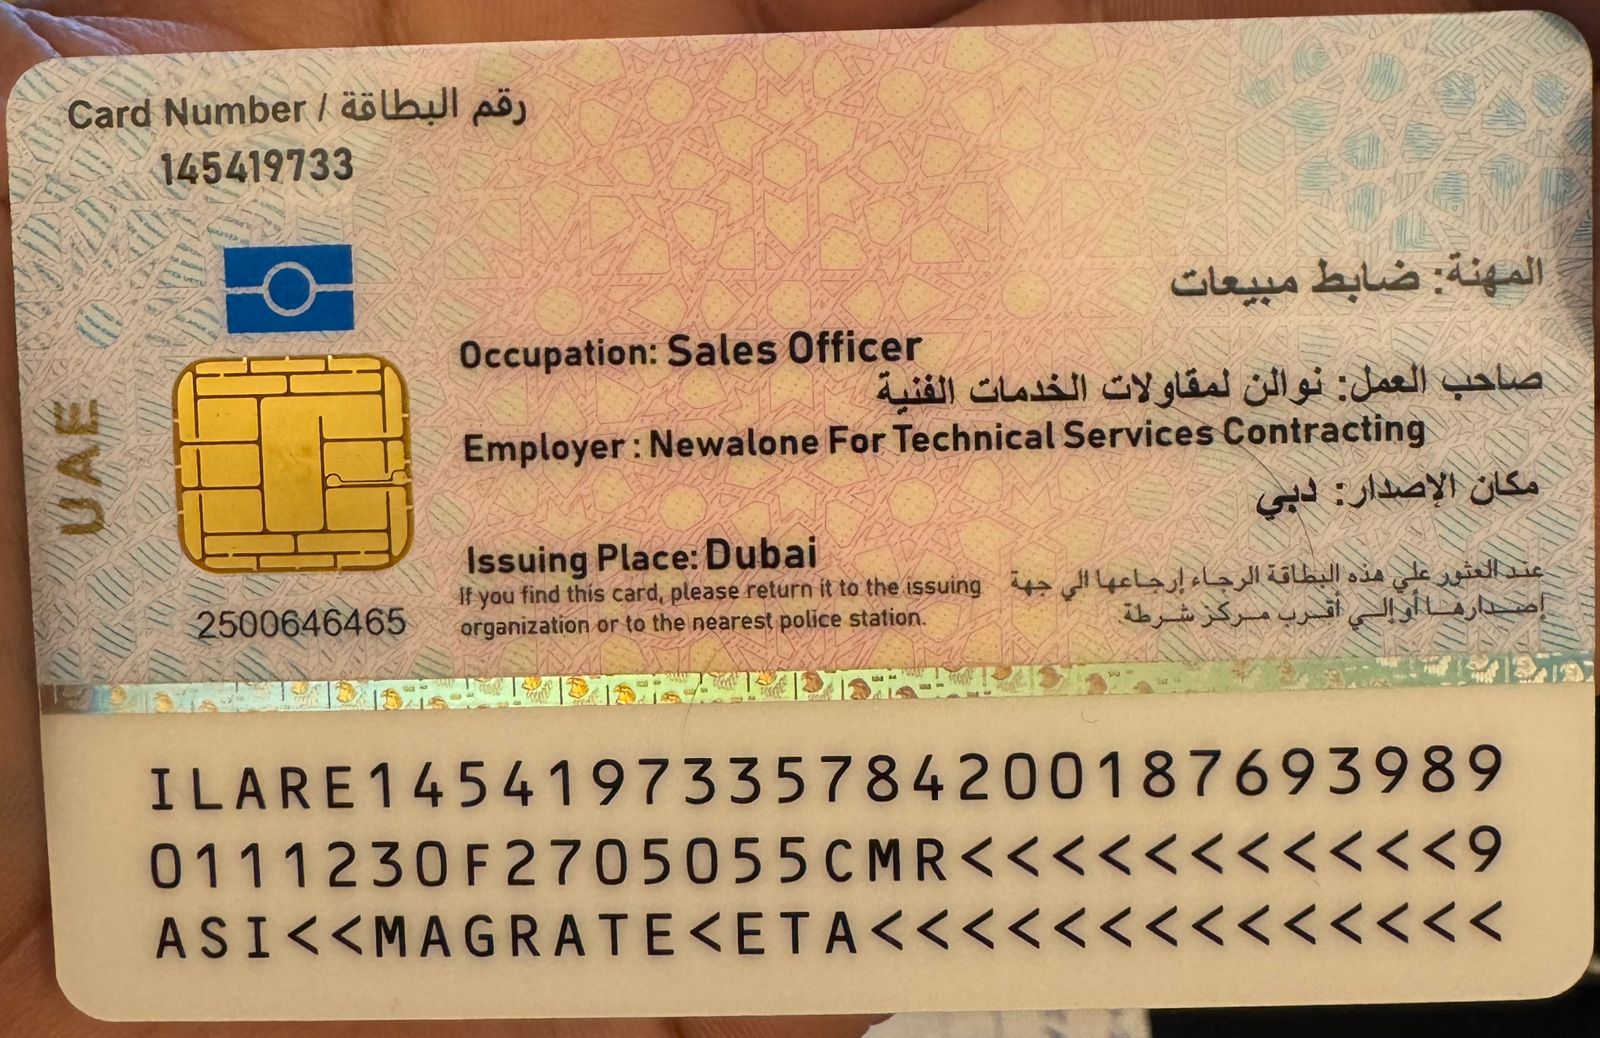 Card Number / رقم البطاقة
145419733
المهنة: ضابط مبيعات
Occupation: Sales Officer
صاحب العمل: نوالن لمقاولات الخدمات الفنية
Employer : Newalone For Technical Services Contracting
مكان الإصدار: دبي
Issuing Place: Dubai
If you find this card, please return it to the issuing
organization or to the nearest police station.
عند العثور علي هذه البطاقة الرجاء إرجاعها الي جهة
إصدارها أو إلي أقرب مركز شرطة.
UAE
2500646465
ILARE1454197335784200187693989
0111230F2705055CMR<<<<<<<<<<<9
ASI<<MAGRATE<ETA<<<<<<<<<<<<<<